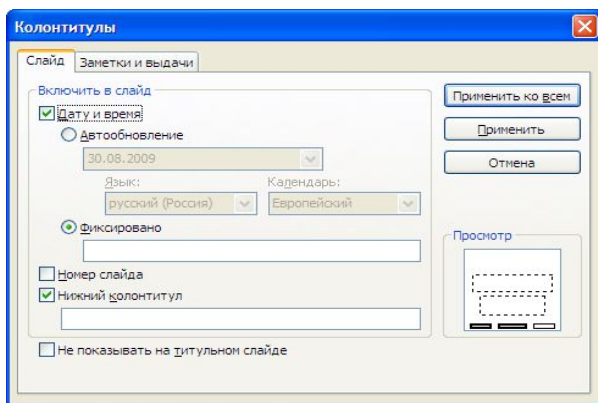 Колонтитулы
Слайд Заметки и выдачи
Включить в слайд
Дату и время
Автообновление
30.08.2009
Язык: Календарь:
русский (Россия) Европейский
Фиксировано
Номер слайда
Нижний колонтитул
Не показывать на титульном слайде
Применить ко всем
Применить
Отмена
Просмотр